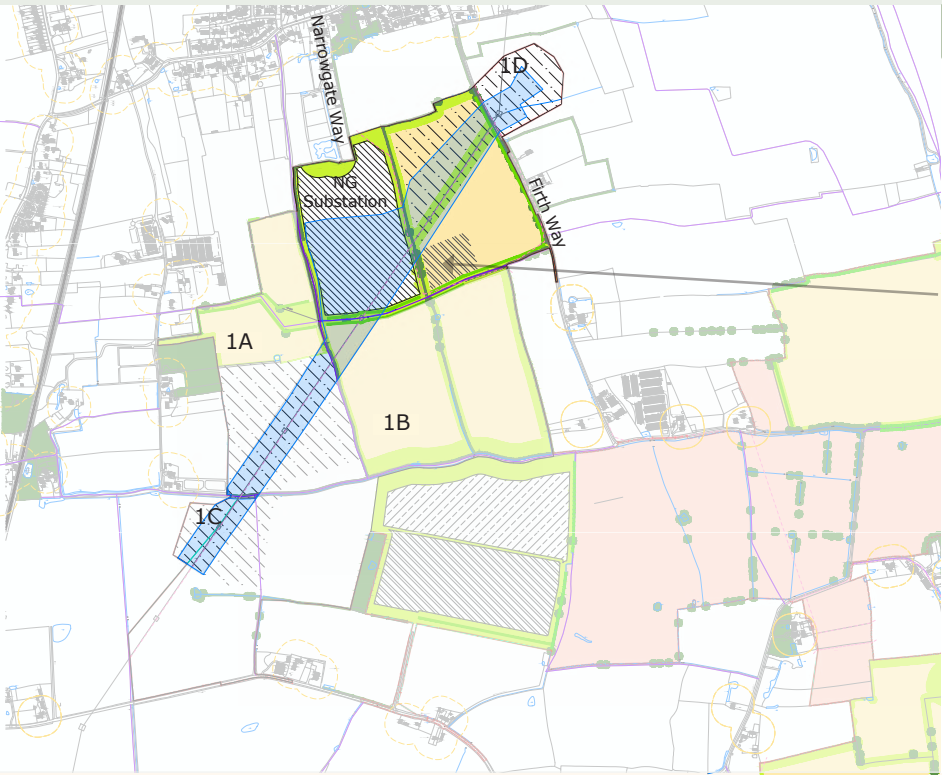 Narrowgate Way
1D
NG
Substation
Firth Way
1A
1B
1C